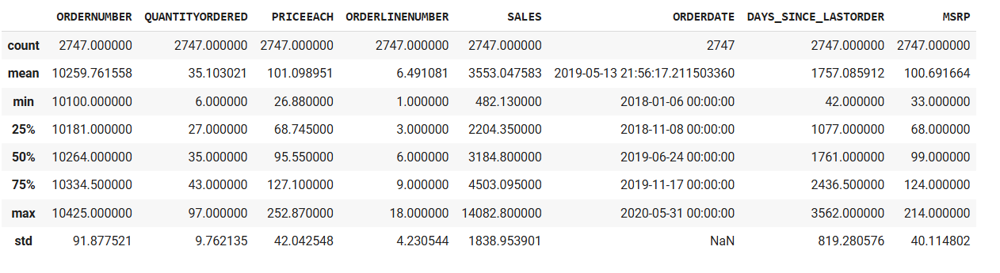 ORDERNUMBER QUANTITYORDERED PRICEEACH ORDERLINENUMBER SALES ORDERDATE DAYS_SINCE_LASTORDER MSRP
count 2747.000000 2747.000000 2747.000000 2747.000000 2747.000000 2747 2747.000000 2747.000000
mean 10259.761558 35.103021 101.098951 6.491081 3553.047583 2019-05-13 21:56:17.211503360 1757.085912 100.691664
min 10100.000000 6.000000 26.880000 1.000000 482.130000 2018-01-06 00:00:00 42.000000 33.000000
25% 10181.000000 27.000000 68.745000 3.000000 2204.350000 2018-11-08 00:00:00 1077.000000 68.000000
50% 10264.000000 35.000000 95.550000 6.000000 3184.800000 2019-06-24 00:00:00 1761.000000 99.000000
75% 10334.500000 43.000000 127.100000 9.000000 4503.095000 2019-11-17 00:00:00 2436.500000 124.000000
max 10425.000000 97.000000 252.870000 18.000000 14082.800000 2020-05-31 00:00:00 3562.000000 214.000000
std 91.877521 9.762135 42.042548 4.230544 1838.953901 NaN 819.280576 40.114802